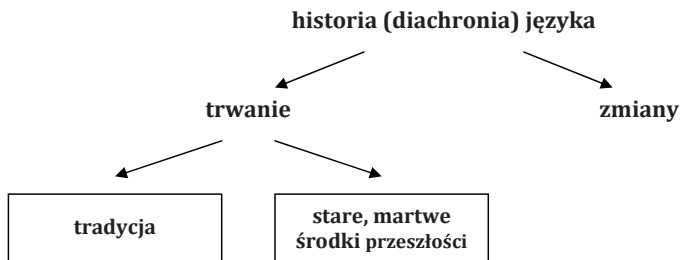 historia (diachronia) języka
trwanie
zmiany
tradycja
stare, martwe
środki przeszłości